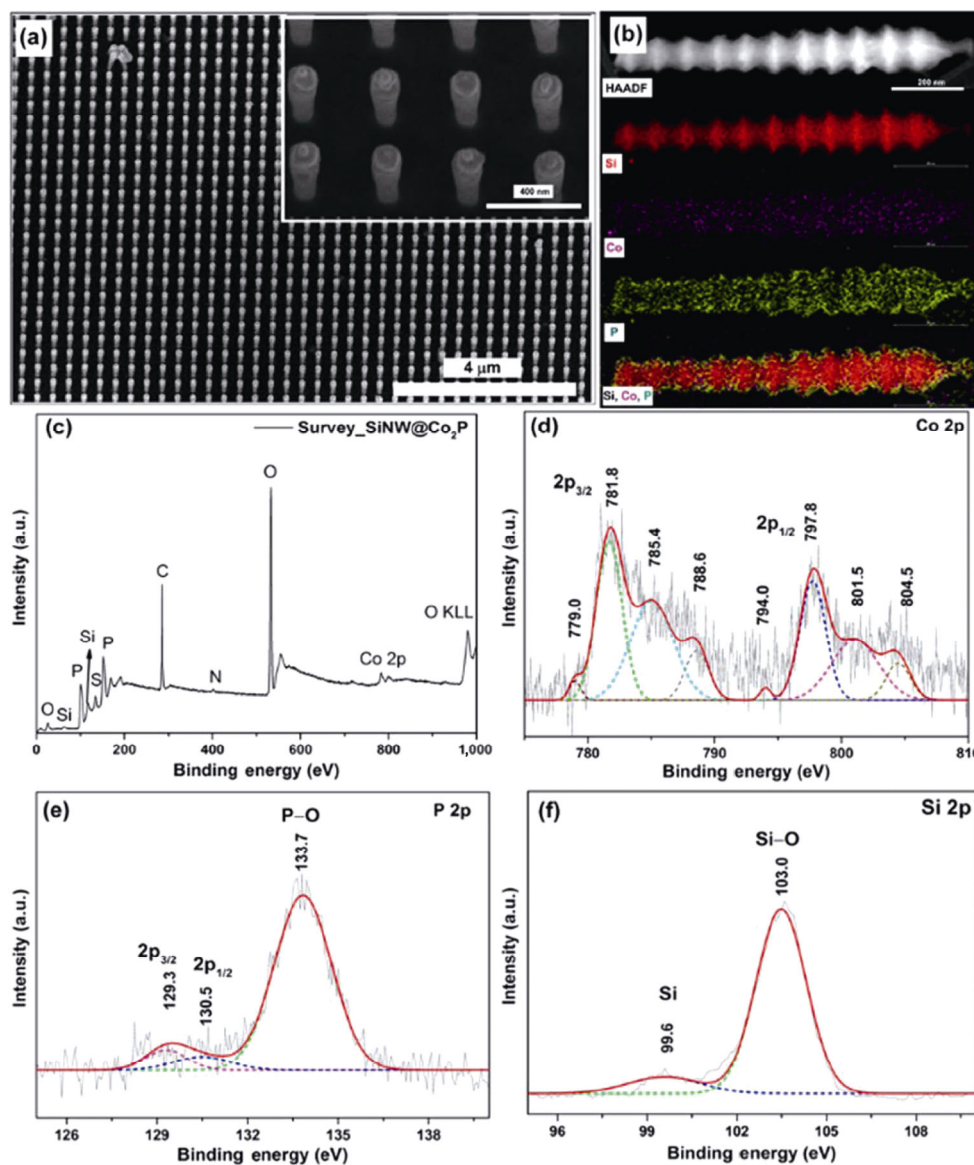 (a)
400 nm
4 μm
(b)
HAADF
200 nm
Si
Co
P
Si, Co, P
(c)
Survey_SiNW@Co₂P
Intensity (a.u.)
O
Si
P
Si
S
P
C
N
O
Co 2p
O KLL
0 200 400 600 800 1,000
Binding energy (eV)
(d)
Co 2p
Intensity (a.u.)
2p3/2
779.0
781.8
785.4
788.6
794.0
2p1/2
797.8
801.5
804.5
780 790 800 810
Binding energy (eV)
(e)
P 2p
Intensity (a.u.)
2p3/2
129.3
2p1/2
130.5
P–O
133.7
126 129 132 135 138
Binding energy (eV)
(f)
Si 2p
Intensity (a.u.)
Si
99.6
Si–O
103.0
96 99 102 105 108
Binding energy (eV)